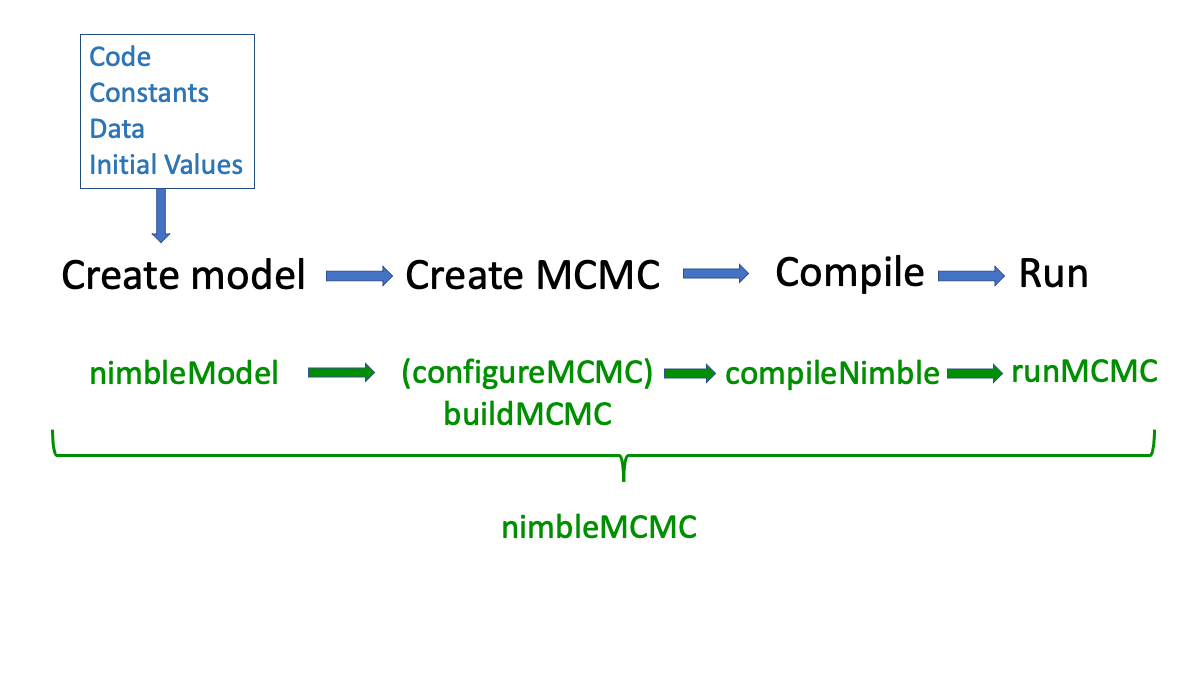 Code
Constants
Data
Initial Values
Create model
Create MCMC
Compile
Run
nimbleModel
(configureMCMC)
buildMCMC
compileNimble
runMCMC
nimbleMCMC